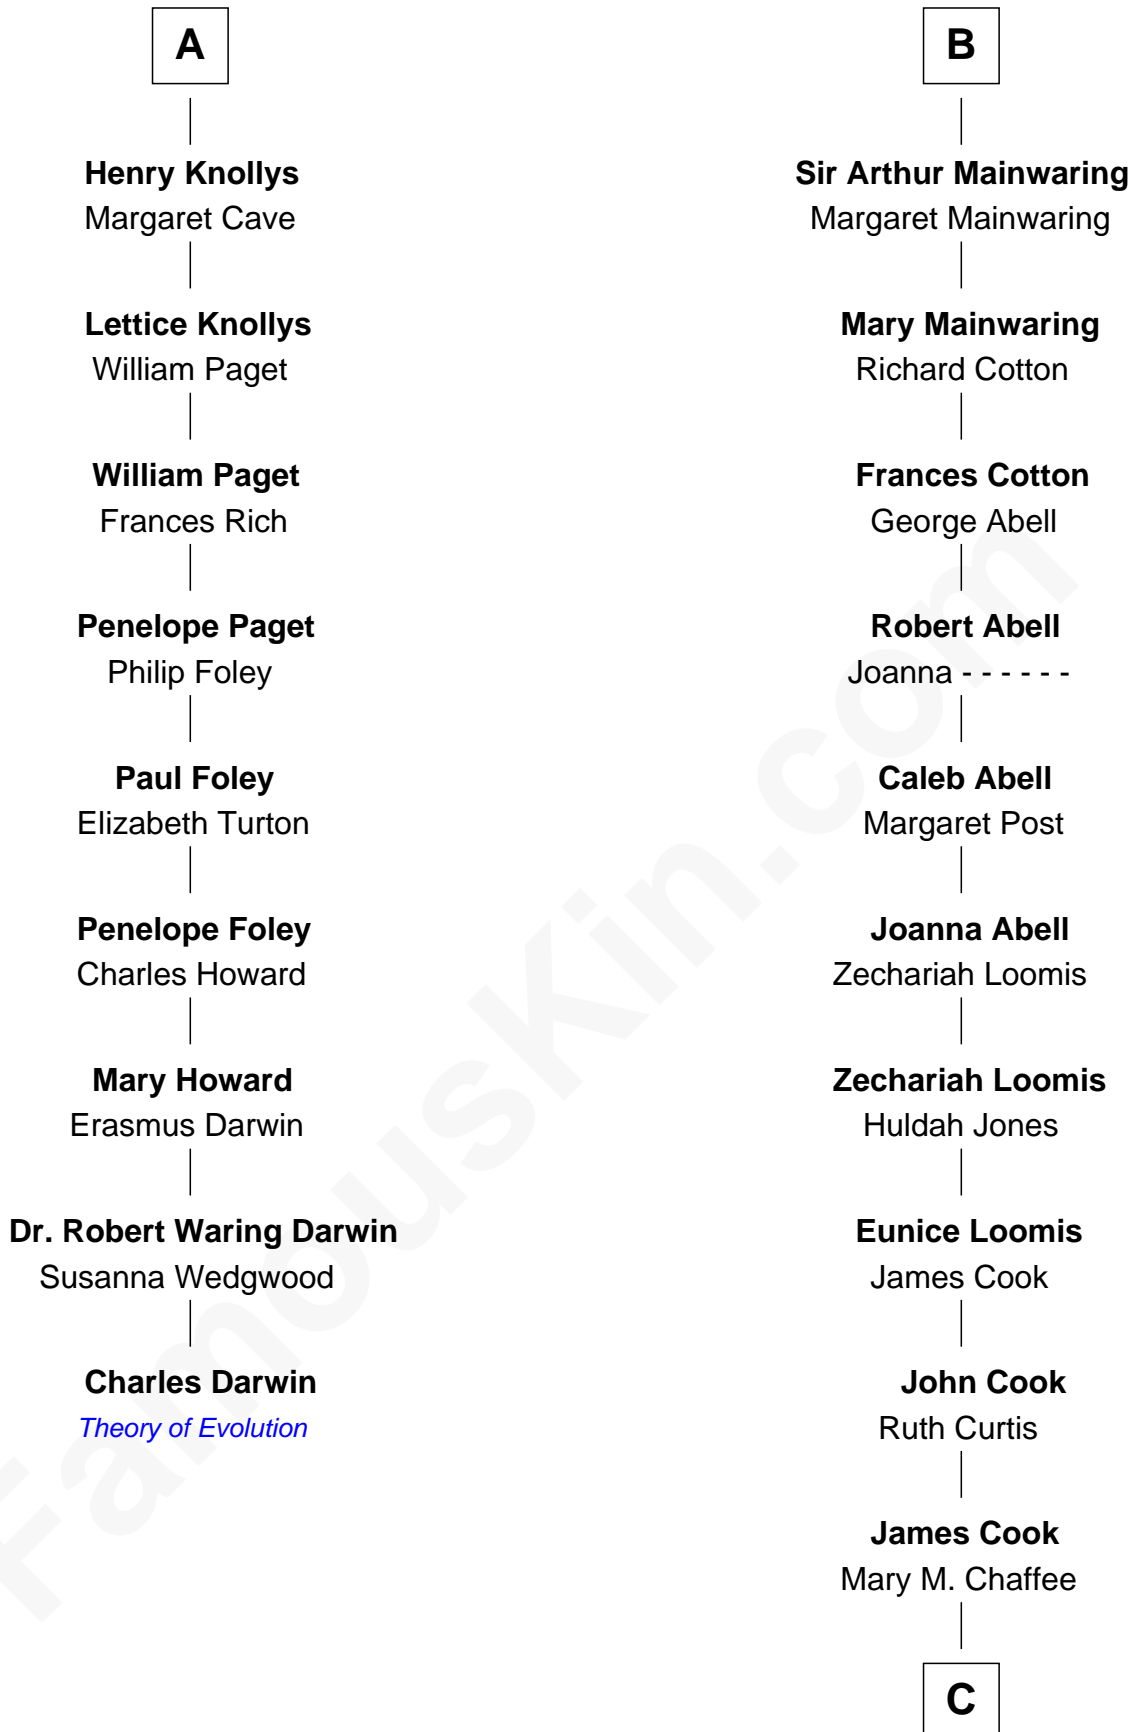 A
Henry Knollys
Margaret Cave
Lettice Knollys
William Paget
William Paget
Frances Rich
Penelope Paget
Philip Foley
Paul Foley
Elizabeth Turton
Penelope Foley
Charles Howard
Mary Howard
Erasmus Darwin
Dr. Robert Waring Darwin
Susanna Wedgwood
Charles Darwin
Theory of Evolution
B
Sir Arthur Mainwaring
Margaret Mainwaring
Mary Mainwaring
Richard Cotton
Frances Cotton
George Abell
Robert Abell
Joanna - - - - - -
Caleb Abell
Margaret Post
Joanna Abell
Zechariah Loomis
Zechariah Loomis
Huldah Jones
Eunice Loomis
James Cook
John Cook
Ruth Curtis
James Cook
Mary M. Chaffee
C
FamousKin.com